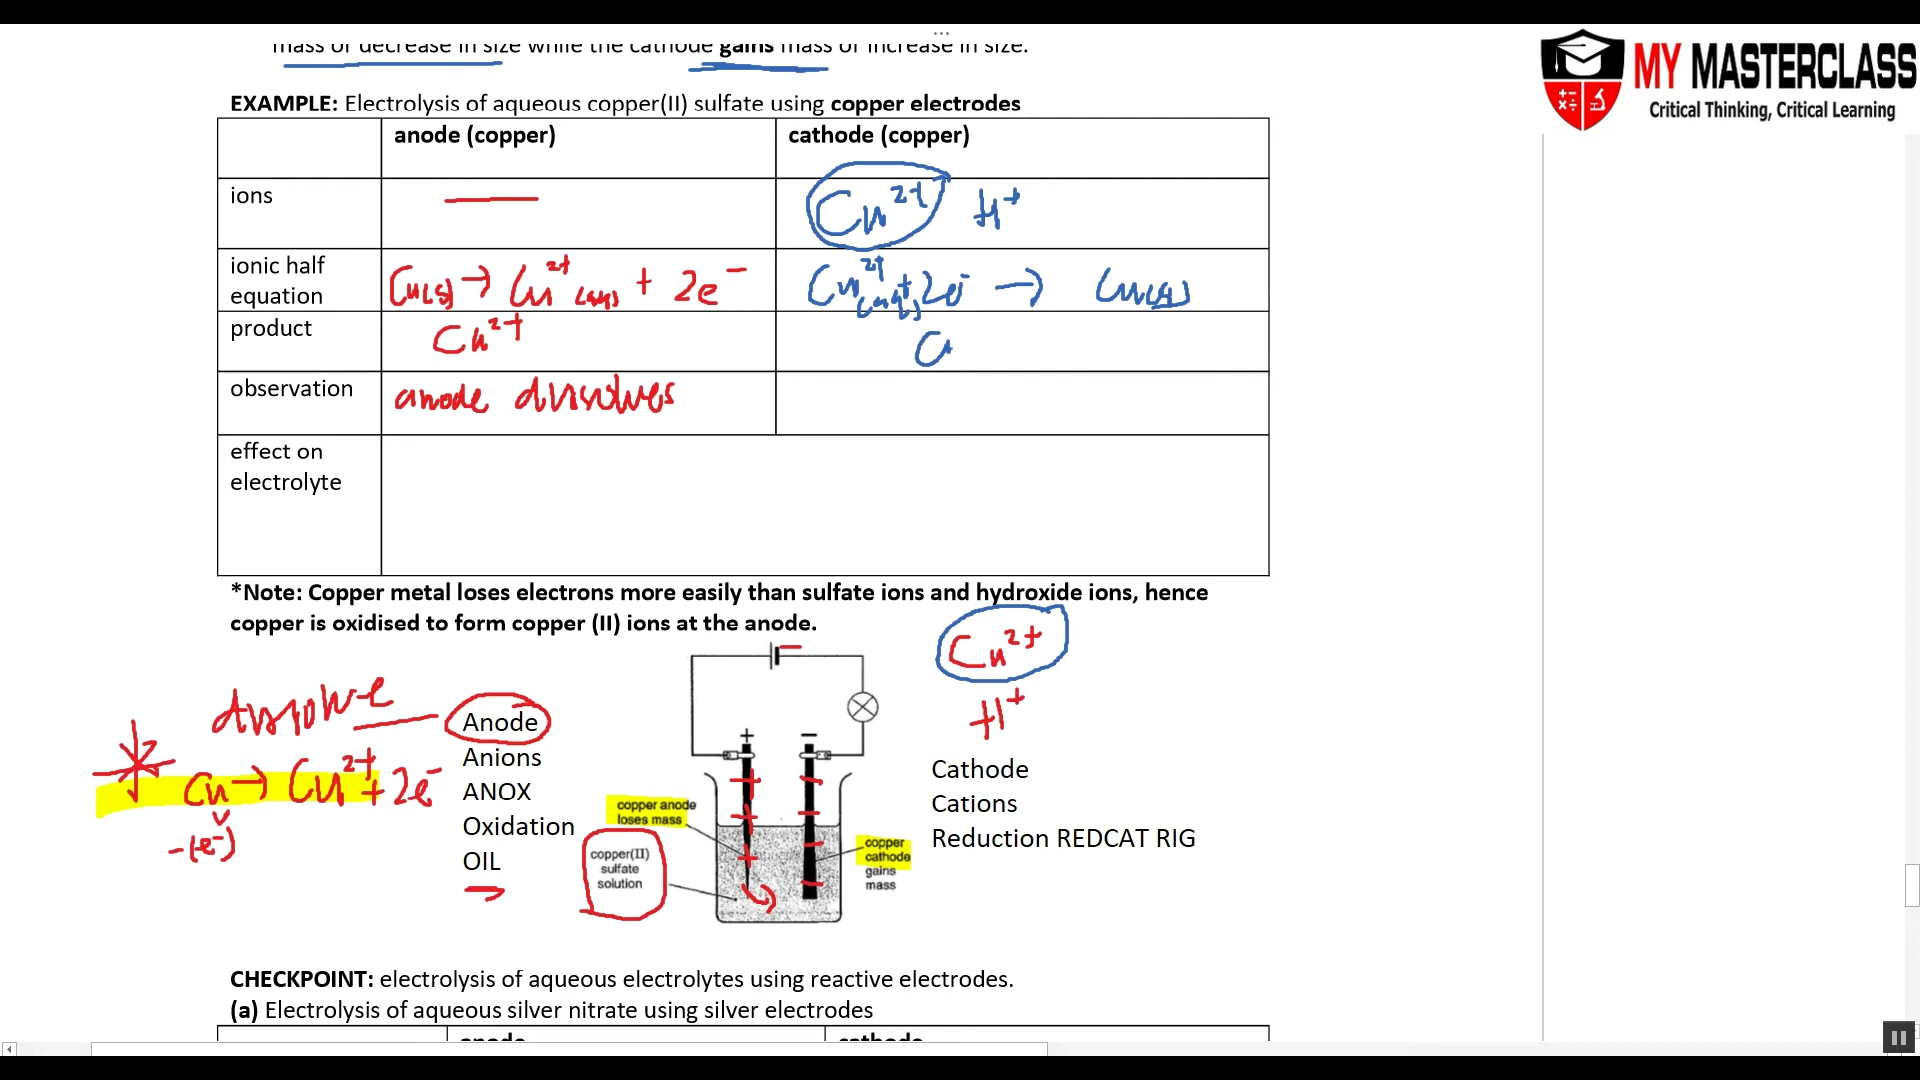 mass or decrease in size while the cathode gains mass or increase in size.
MY MASTERCLASS
Critical Thinking, Critical Learning
EXAMPLE: Electrolysis of aqueous copper(II) sulfate using copper electrodes
anode (copper) cathode (copper)
ions Cu²⁺ H⁺
ionic half equation Cu(s) → Cu²⁺(aq) + 2e⁻ Cu²⁺(aq) + 2e⁻ → Cu(s)
product Cu²⁺ C
observation anode dissolves
effect on
electrolyte
*Note: Copper metal loses electrons more easily than sulfate ions and hydroxide ions, hence
copper is oxidised to form copper (II) ions at the anode.
Cu²⁺
H⁺
dissolve
Cu → Cu²⁺ + 2e⁻
-(e⁻)
Anode
Anions
ANOX
Oxidation
OIL
+ −
copper anode
loses mass
copper(II)
sulfate
solution
copper
cathode
gains
mass
Cathode
Cations
Reduction REDCAT RIG
CHECKPOINT: electrolysis of aqueous electrolytes using reactive electrodes.
(a) Electrolysis of aqueous silver nitrate using silver electrodes
anode cathode